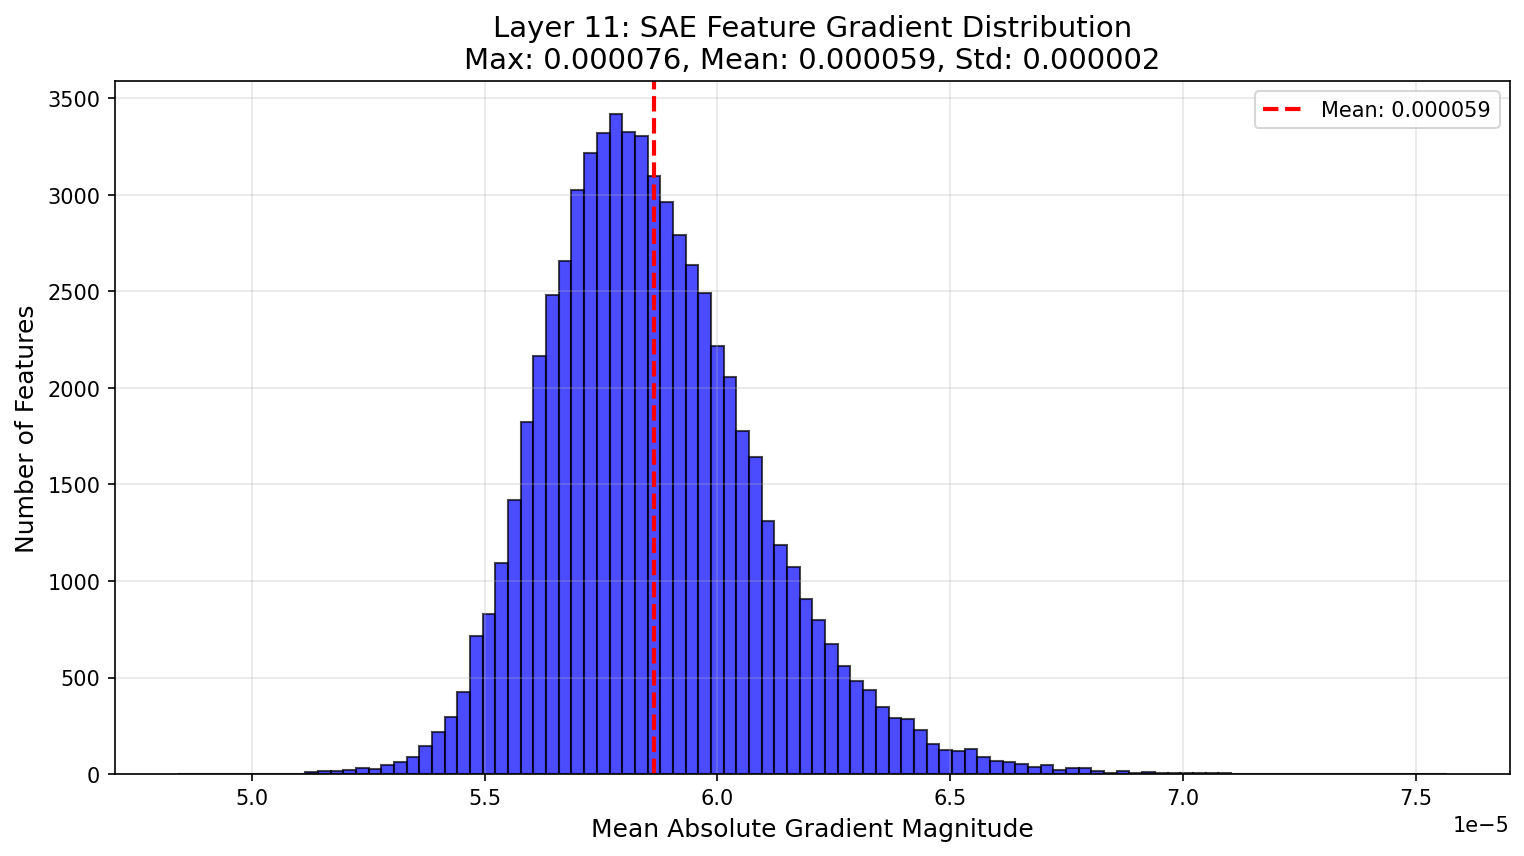 Layer 11: SAE Feature Gradient Distribution
Max: 0.000076, Mean: 0.000059, Std: 0.000002
Mean: 0.000059
3500
3000
2500
2000
1500
1000
500
0
Number of Features
5.0
5.5
6.0
6.5
7.0
7.5
1e−5
Mean Absolute Gradient Magnitude